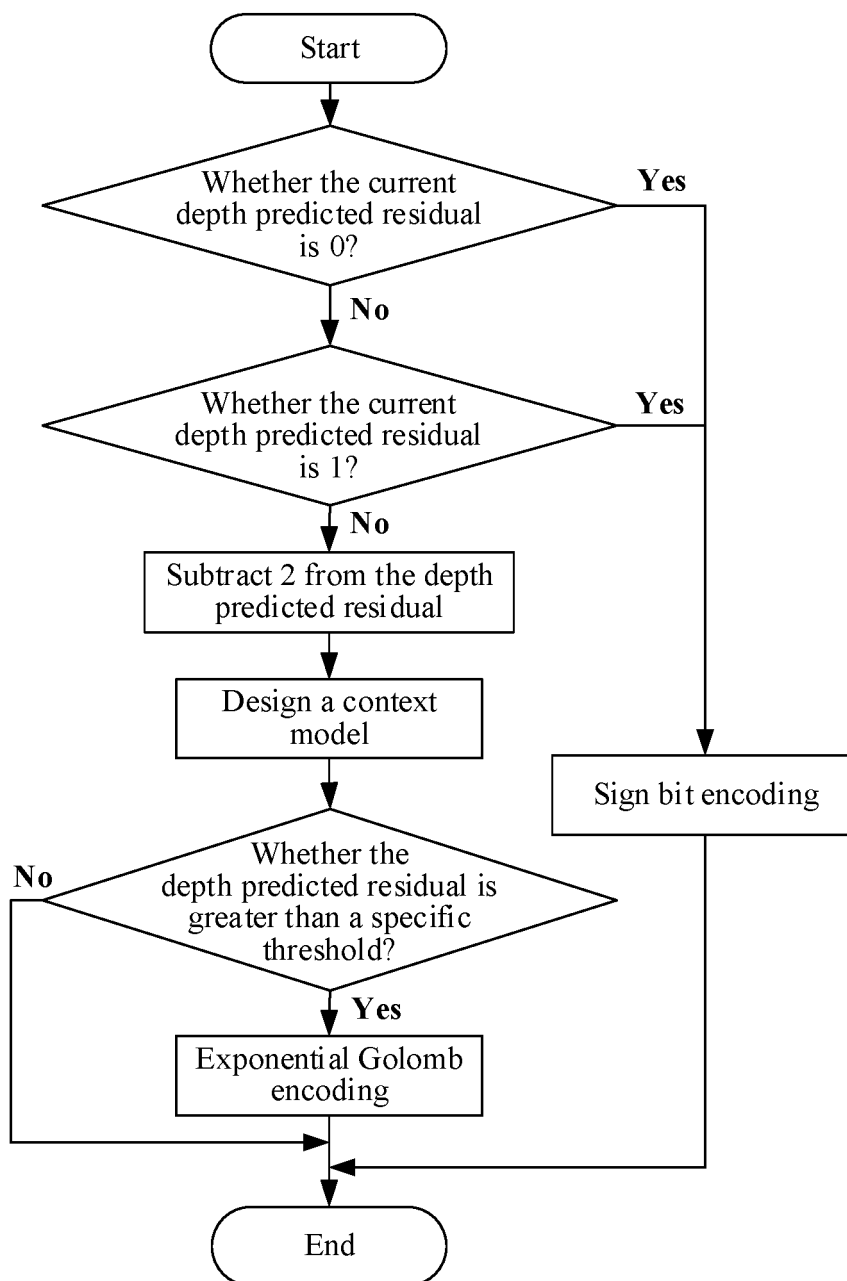 Start
Whether the current
depth predicted residual
is 0?
Yes
No
Whether the current
depth predicted residual
is 1?
Yes
No
Subtract 2 from the depth
predicted residual
Design a context
model
Sign bit encoding
Whether the
depth predicted residual is
greater than a specific
threshold?
No
Yes
Exponential Golomb
encoding
End